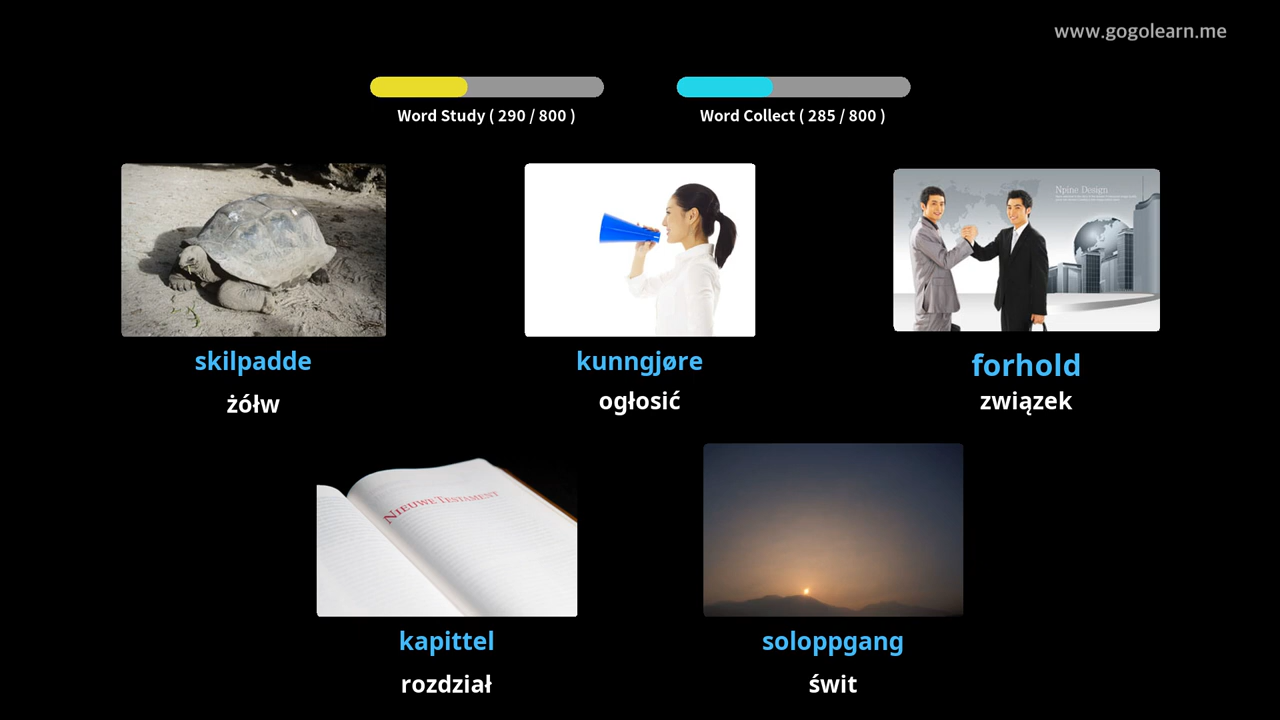 www.gogolearn.me
Word Study ( 290 / 800 )
Word Collect ( 285 / 800 )
Npine Design
skilpadde
kunngjøre
forhold
żółw
ogłosić
związek
NIEUWE TESTAMENT
kapittel
soloppgang
rozdział
świt